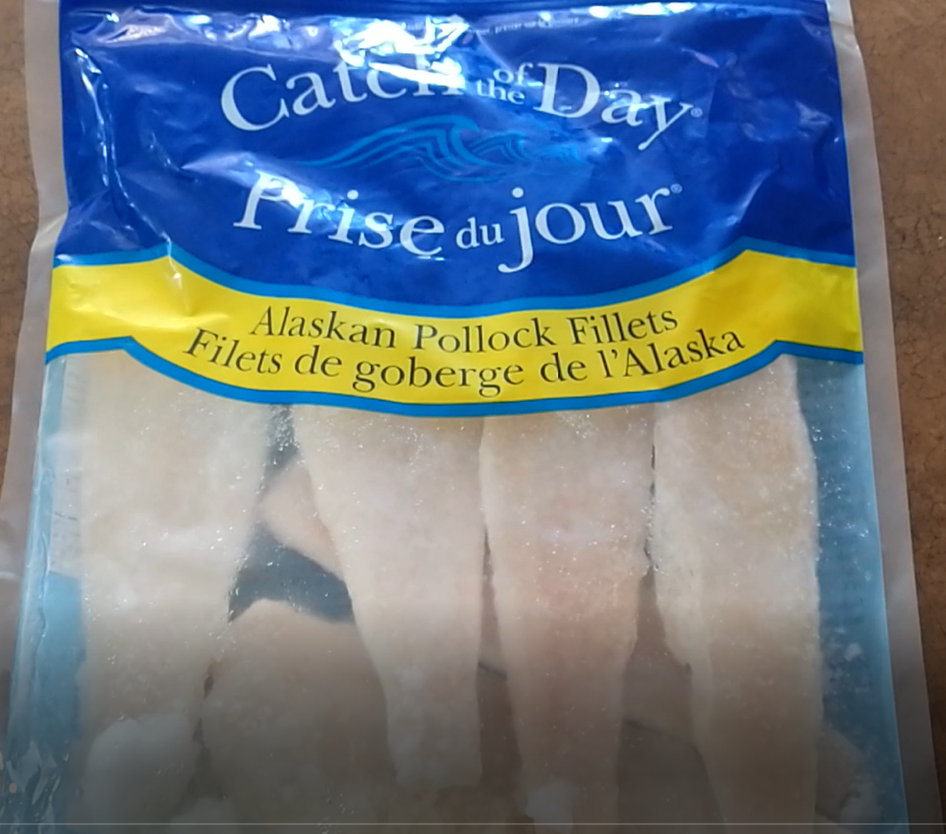 Catch of the Day®
Prise du jour®
Alaskan Pollock Fillets
Filets de goberge de l'Alaska